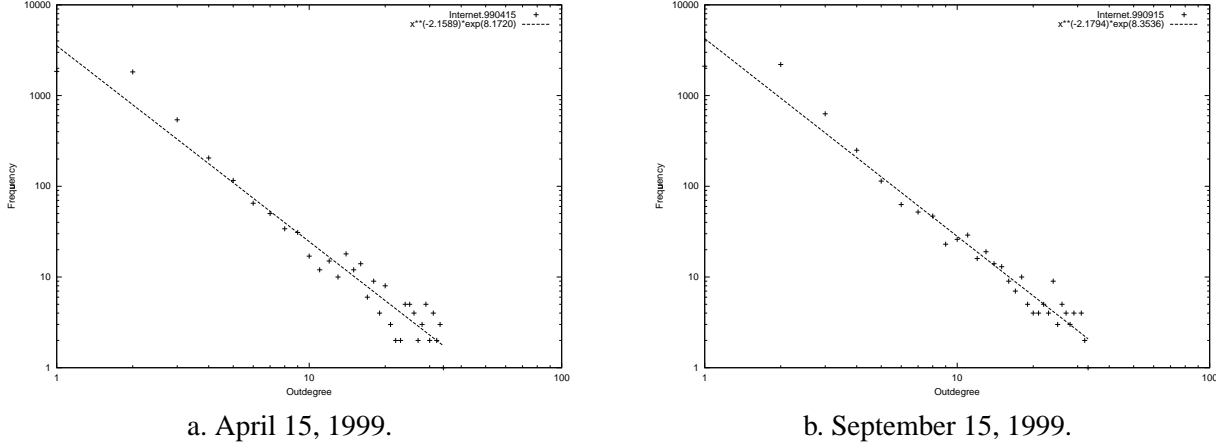 10000
1000
100
10
1
Frequency
1
10
100
Outdegree
Internet.990415
x**(-2.1589)*exp(8.1720)
a. April 15, 1999.
10000
1000
100
10
1
Frequency
1
10
100
Outdegree
Internet.990915
x**(-2.1794)*exp(8.3536)
b. September 15, 1999.